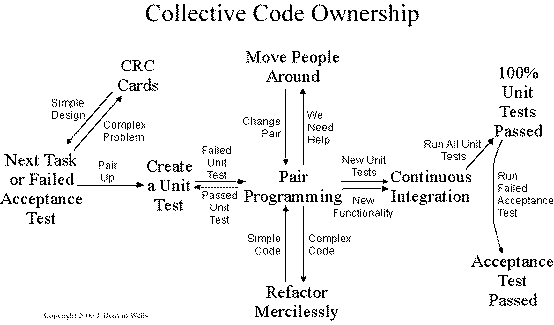 Collective Code Ownership
CRC
Cards
Move People
Around
100%
Unit
Tests
Passed
Simple
Design
Complex
Problem
Change
Pair
We
Need
Help
Run All Unit
Tests
Next Task
or Failed
Acceptance
Test
Pair
Up
Create
a Unit
Test
Failed
Unit
Test
Passed
Unit
Test
Pair
Programming
New Unit
Tests
New
Functionality
Continuous
Integration
Run
Failed
Acceptance
Test
Simple
Code
Complex
Code
Refactor
Mercilessly
Acceptance
Test
Passed
Copyright
Wells